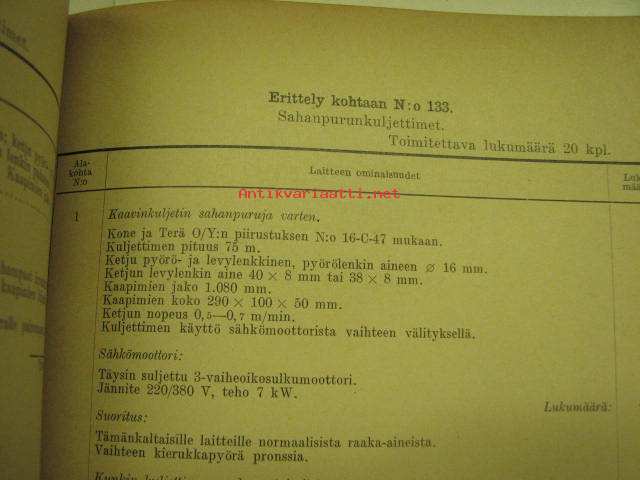 imet.
Erittely kohtaan N:o 133.
Sahanpurunkuljettimet.
Toimitettava lukumäärä 20 kpl.
Ala-
kohta
N:o
Laitteen ominaisuudet
Antikvariaatti.net
1
Kaavinkuljetin sahanpuruja varten.
Kone ja Terä O/Y:n piirustuksen N:o 16-C-47 mukaan.
Kuljettimen pituus 75 m.
Ketju pyörö- ja levylenkkinen, pyörölenkin aineen ⌀ 16 mm.
Ketjun levylenkin aine 40 × 8 mm tai 38 × 8 mm.
Kaapimien jako 1.080 mm.
Kaapimien koko 290 × 100 × 50 mm.
Ketjun nopeus 0,5—0,7 m/min.
Kuljettimen käyttö sähkömoottorista vaihteen välityksellä.
Sähkömoottori:
Täysin suljettu 3-vaiheoikosulkumoottori.
Jännite 220/380 V, teho 7 kW.
Lukumäärä:
Suoritus:
Tämänkaltaisille laitteille normaalisista raaka-aineista.
Vaihteen kierukkapyörä pronssia.